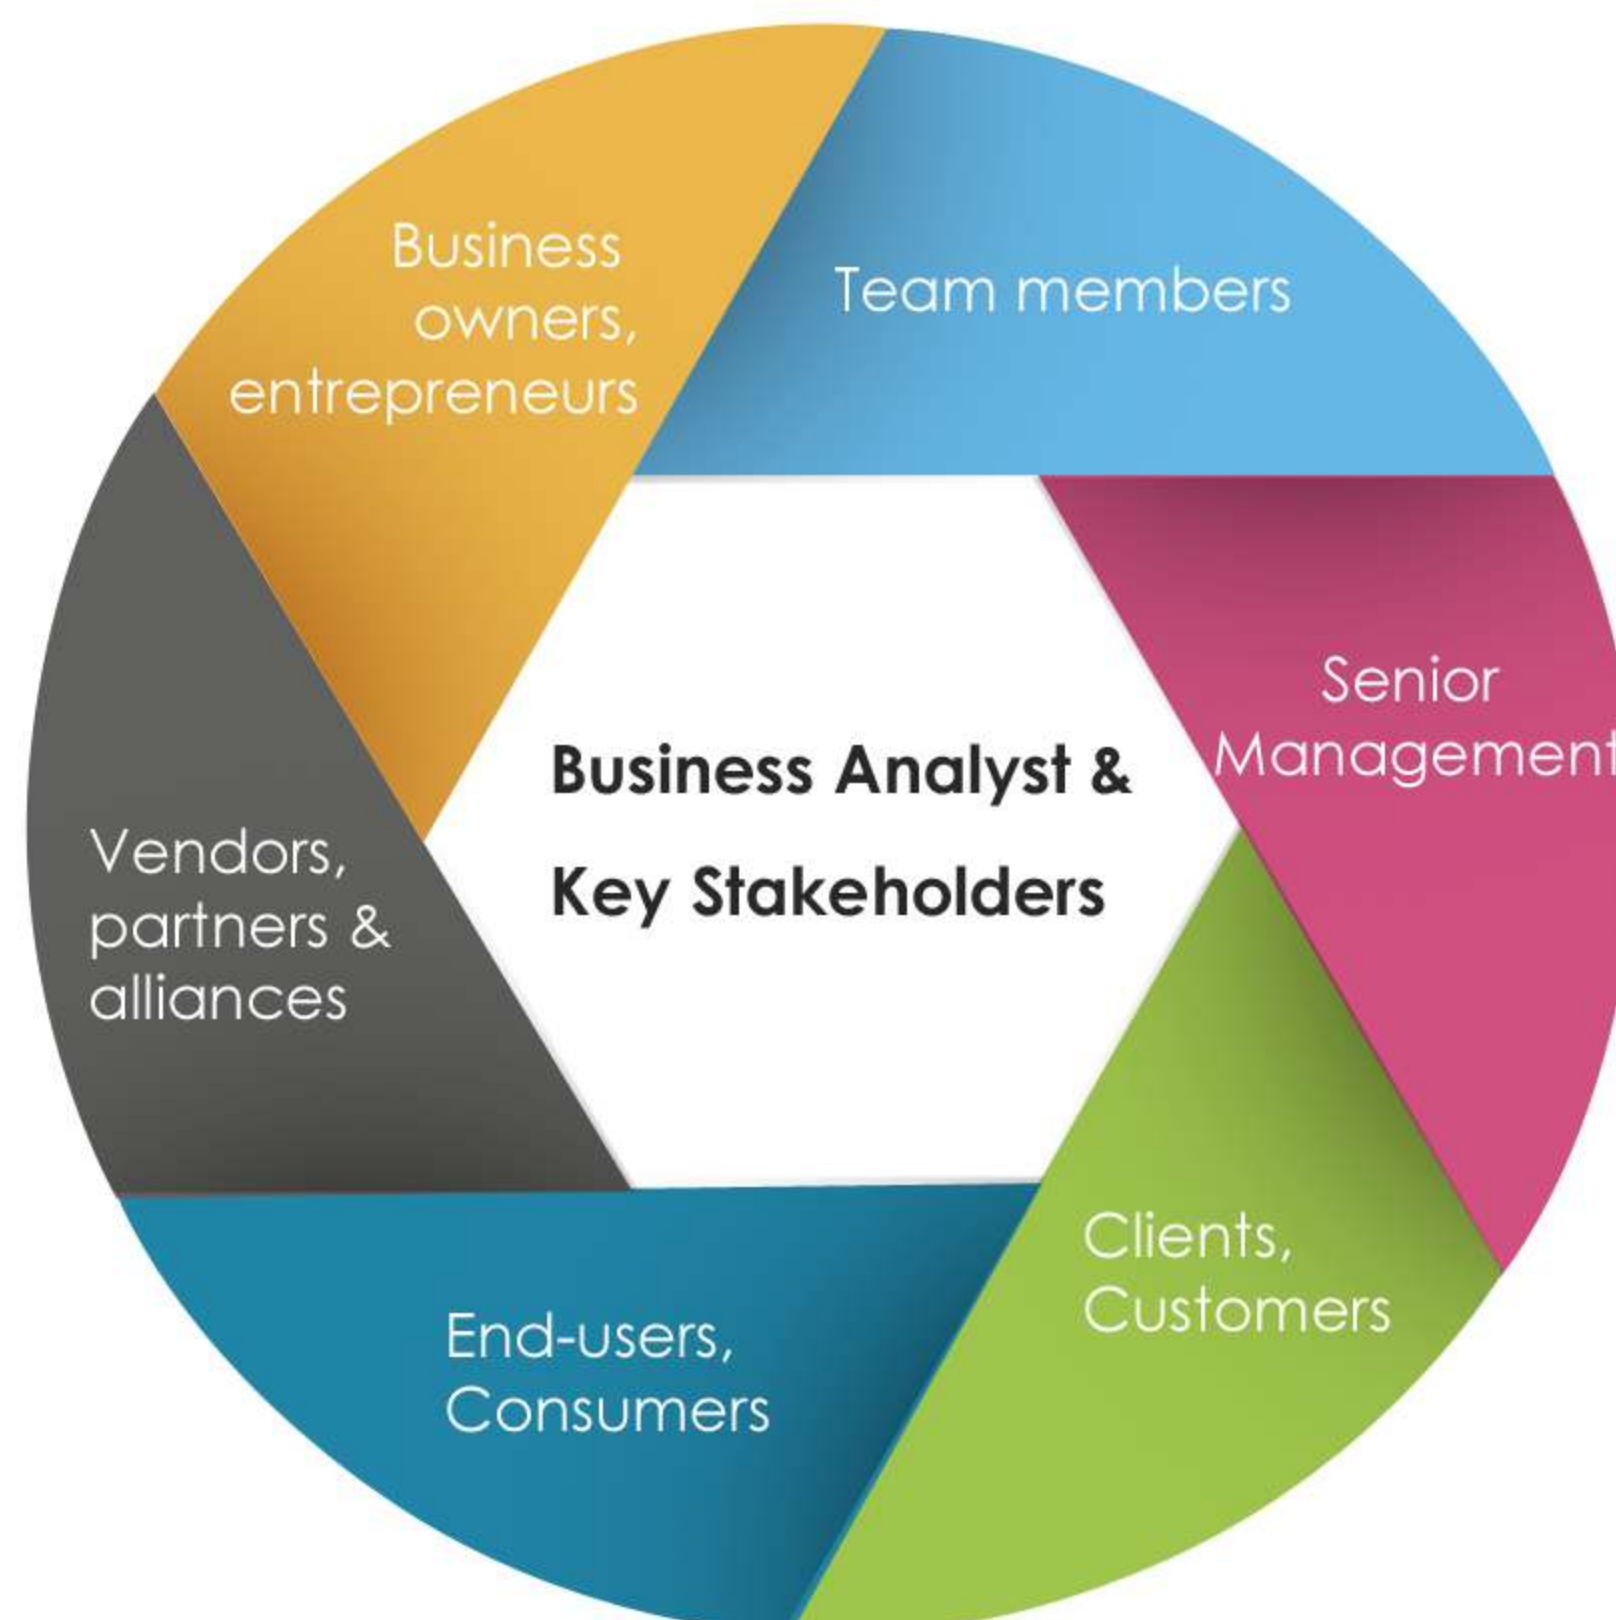 Business
owners,
entrepreneurs
Team members
Senior
Management
Business Analyst &
Key Stakeholders
Vendors,
partners &
alliances
Clients,
Customers
End-users,
Consumers